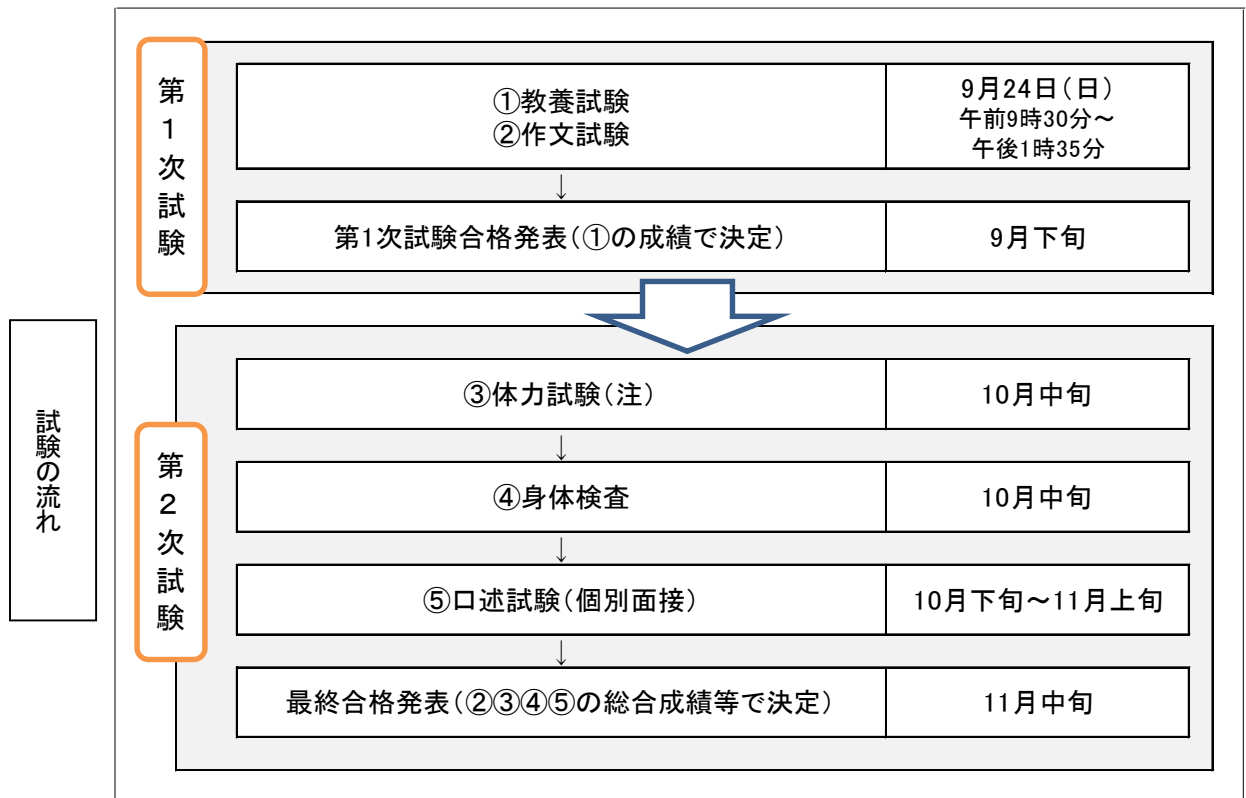 試験の流れ
第1次試験
①教養試験
②作文試験
9月24日(日)
午前9時30分～
午後1時35分
↓
第1次試験合格発表(①の成績で決定)
9月下旬
第2次試験
③体力試験(注)
10月中旬
↓
④身体検査
10月中旬
↓
⑤口述試験(個別面接)
10月下旬～11月上旬
↓
最終合格発表(②③④⑤の総合成績等で決定)
11月中旬